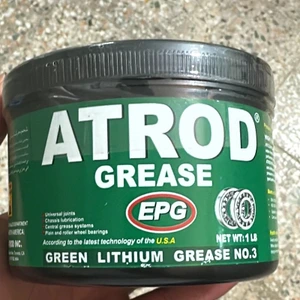 ATROD®
GREASE
EPG
Universal joints
Chassis lubrication
Central grease systems
Plain and roller wheel bearings
NET WT: 1 LB
According to the latest technology of the U.S.A
GREEN LITHIUM GREASE NO.3